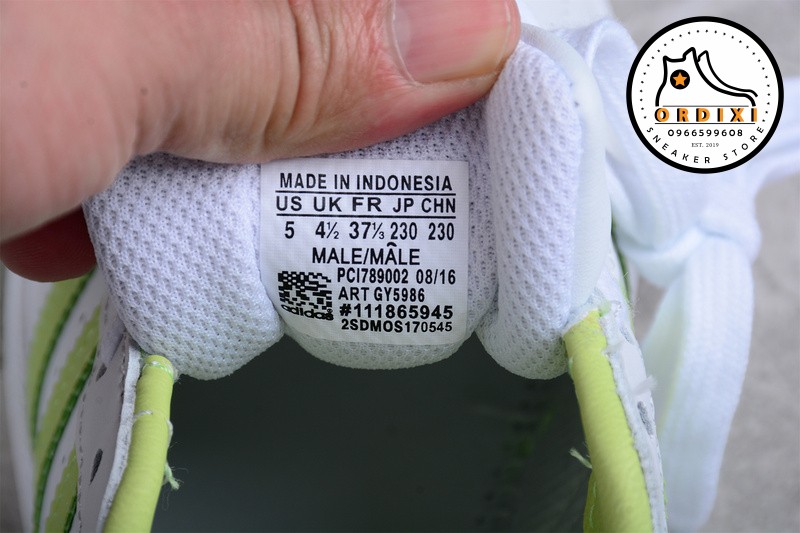 MADE IN INDONESIA
US UK FR JP CHN
5 4½ 37⅓ 230 230
MALE/MÂLE
PCI789002 08/16
ART GY5986
adidas
#111865945
2SDMOS170545
ORDIXI
0966599608
EST. 2019
SNEAKER STORE